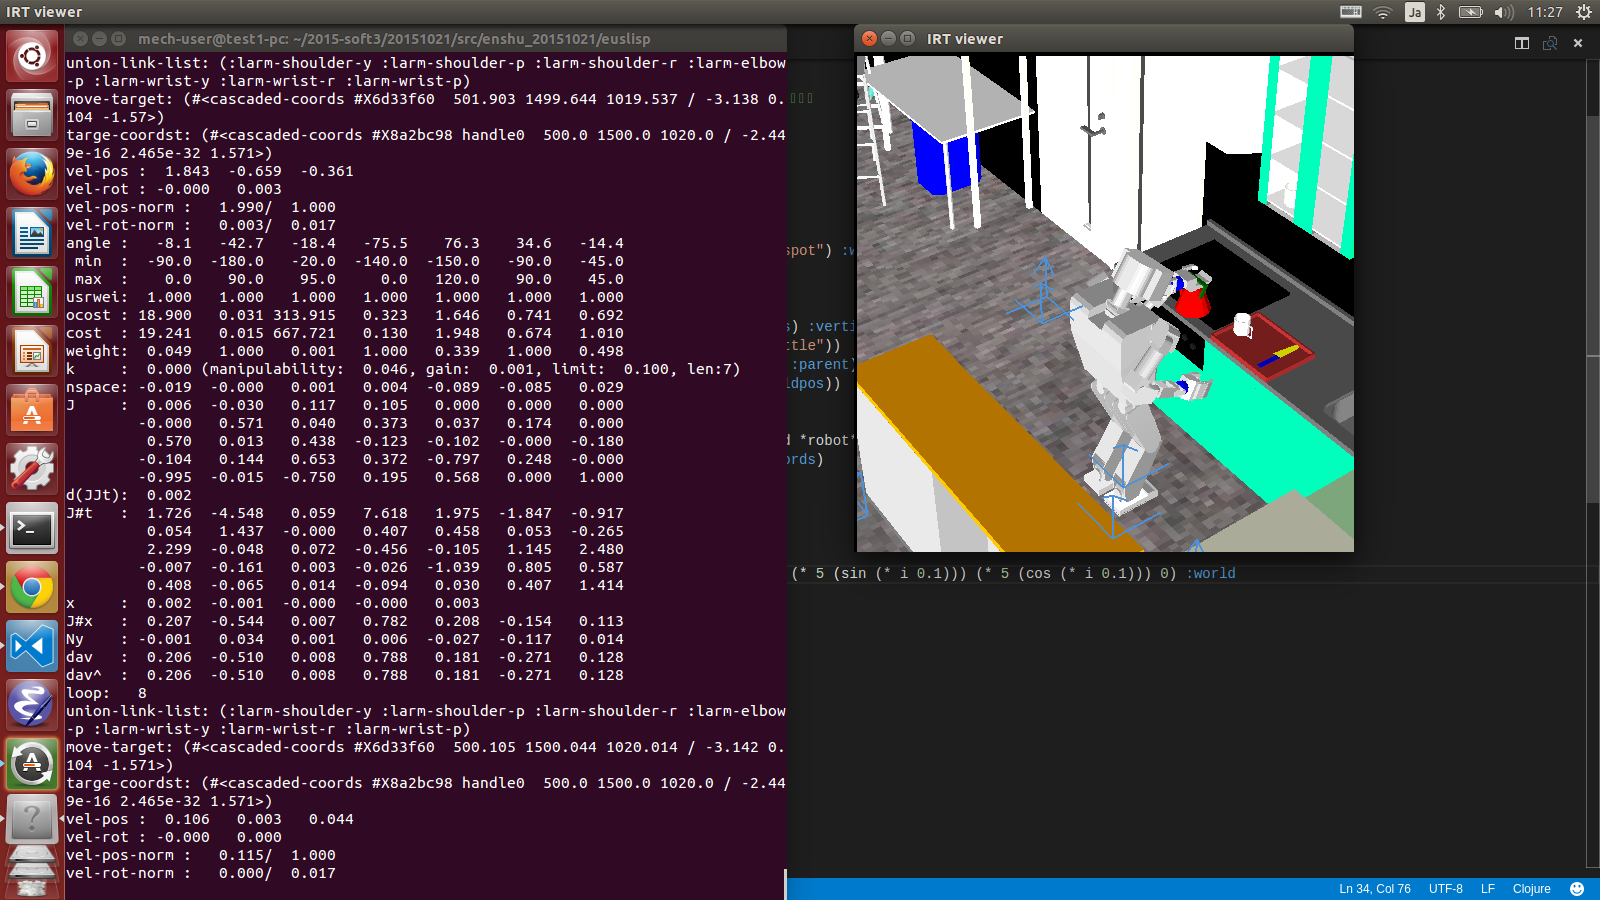 IRT viewer
Ja
11:27
mech-user@test1-pc: ~/2015-soft3/20151021/src/enshu_20151021/euslisp
union-link-list: (:larm-shoulder-y :larm-shoulder-p :larm-shoulder-r :larm-elbow
-p :larm-wrist-y :larm-wrist-r :larm-wrist-p)
move-target: (#<cascaded-coords #X6d33f60  501.903 1499.644 1019.537 / -3.138 0.
104 -1.57>)
targe-coordst: (#<cascaded-coords #X8a2bc98 handle0  500.0 1500.0 1020.0 / -2.44
9e-16 2.465e-32 1.571>)
vel-pos :  1.843  -0.659  -0.361
vel-rot : -0.000   0.003
vel-pos-norm :   1.990/  1.000
vel-rot-norm :   0.003/  0.017
angle :   -8.1   -42.7   -18.4   -75.5    76.3    34.6   -14.4
 min  :  -90.0  -180.0   -20.0  -140.0  -150.0   -90.0   -45.0
 max  :    0.0    90.0    95.0     0.0   120.0    90.0    45.0
usrwei:  1.000   1.000   1.000   1.000   1.000   1.000   1.000
ocost : 18.900   0.031 313.915   0.323   1.646   0.741   0.692
cost  : 19.241   0.015 667.721   0.130   1.948   0.674   1.010
weight:  0.049   1.000   0.001   1.000   0.339   1.000   0.498
k     :  0.000 (manipulability:  0.046, gain:  0.001, limit:  0.100, len:7)
nspace: -0.019  -0.000   0.001   0.004  -0.089  -0.085   0.029
J     :  0.006  -0.030   0.117   0.105   0.000   0.000   0.000
        -0.000   0.571   0.040   0.373   0.037   0.174   0.000
         0.570   0.013   0.438  -0.123  -0.102  -0.000  -0.180
        -0.104   0.144   0.653   0.372  -0.797   0.248  -0.000
        -0.995  -0.015  -0.750   0.195   0.568   0.000   1.000
d(JJt):  0.002
J#t   :  1.726  -4.548   0.059   7.618   1.975  -1.847  -0.917
         0.054   1.437  -0.000   0.407   0.458   0.053  -0.265
         2.299  -0.048   0.072  -0.456  -0.105   1.145   2.480
        -0.007  -0.161   0.003  -0.026  -1.039   0.805   0.587
         0.408  -0.065   0.014  -0.094   0.030   0.407   1.414
x     :  0.002  -0.001  -0.000  -0.000   0.003
J#x   :  0.207  -0.544   0.007   0.782   0.208  -0.154   0.113
Ny    : -0.001   0.034   0.001   0.006  -0.027  -0.117   0.014
dav   :  0.206  -0.510   0.008   0.788   0.181  -0.271   0.128
dav^  :  0.206  -0.510   0.008   0.788   0.181  -0.271   0.128
loop:   8
union-link-list: (:larm-shoulder-y :larm-shoulder-p :larm-shoulder-r :larm-elbow
-p :larm-wrist-y :larm-wrist-r :larm-wrist-p)
move-target: (#<cascaded-coords #X6d33f60  500.105 1500.044 1020.014 / -3.142 0.
104 -1.571>)
targe-coordst: (#<cascaded-coords #X8a2bc98 handle0  500.0 1500.0 1020.0 / -2.44
9e-16 2.465e-32 1.571>)
vel-pos :  0.106   0.003   0.044
vel-rot : -0.000   0.000
vel-pos-norm :   0.115/  1.000
vel-rot-norm :   0.000/  0.017
IRT viewer
spot") :w
s) :verti
ttle"))
:parent)
ldpos))
d *robot*
ords)
(* 5 (sin (* i 0.1))) (* 5 (cos (* i 0.1))) 0) :world
Ln 34, Col 76
UTF-8
LF
Clojure